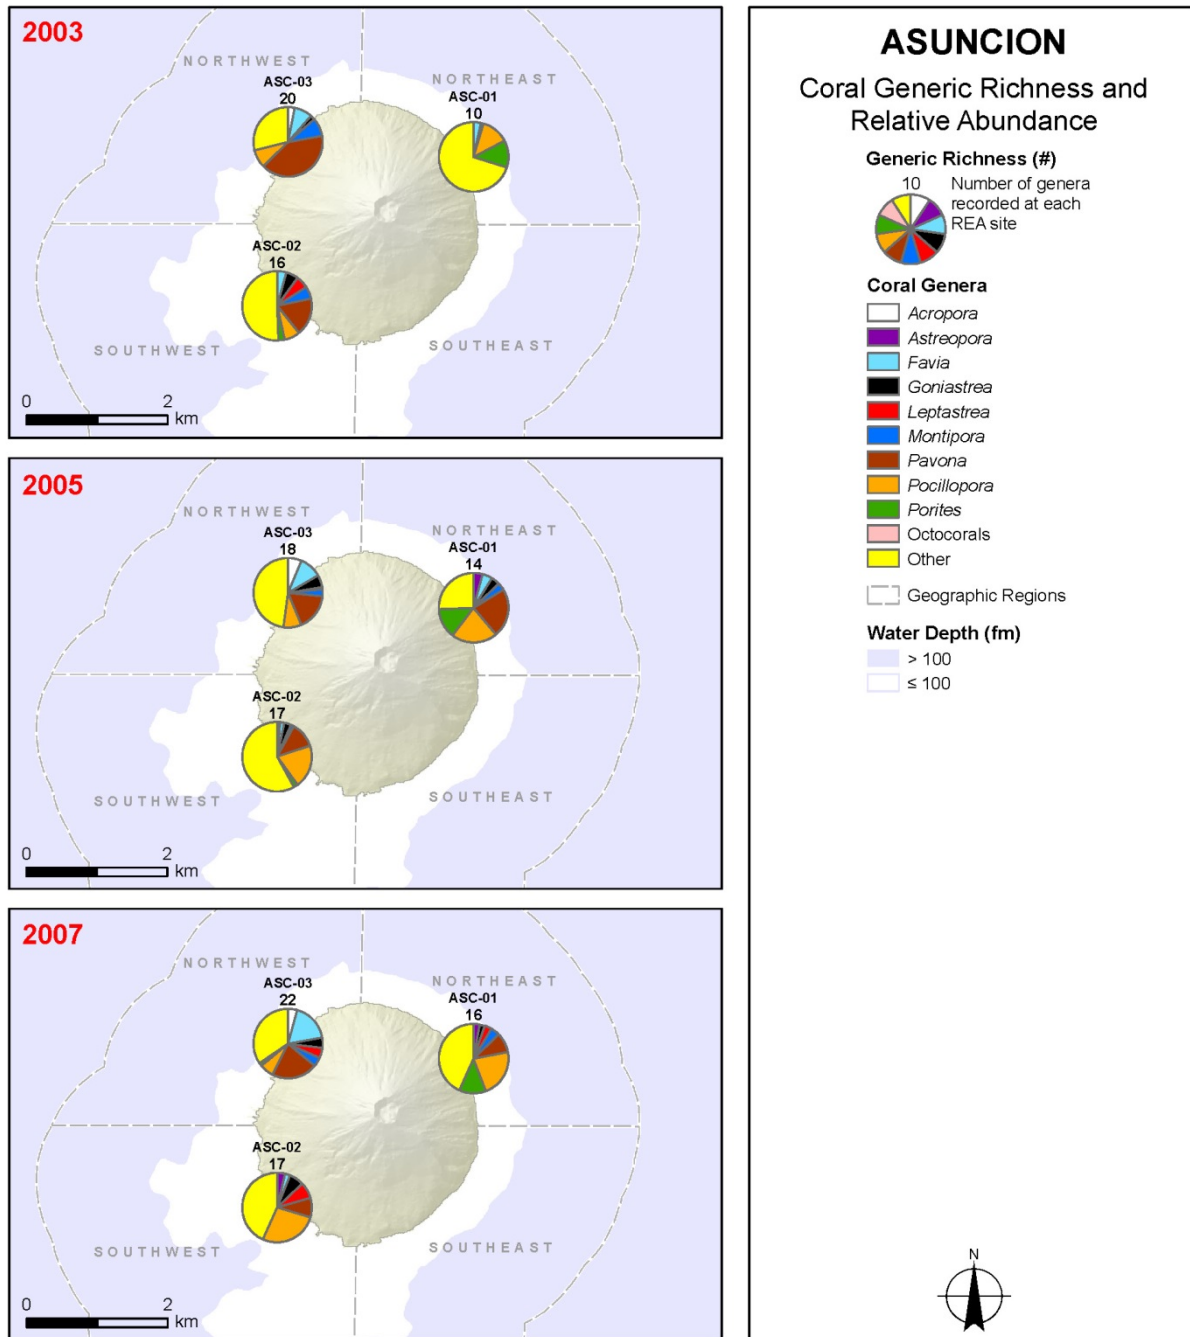 2003
NORTHWEST
NORTHEAST
ASC-03
20
ASC-01
10
ASC-02
16
SOUTHWEST
SOUTHEAST
0 2
km
2005
NORTHWEST
NORTHEAST
ASC-03
18
ASC-01
14
ASC-02
17
SOUTHWEST
SOUTHEAST
0 2
km
2007
NORTHWEST
NORTHEAST
ASC-03
22
ASC-01
16
ASC-02
17
SOUTHWEST
SOUTHEAST
0 2
km
ASUNCION
Coral Generic Richness and
Relative Abundance
Generic Richness (#)
10
Number of genera
recorded at each
REA site
Coral Genera
Acropora
Astreopora
Favia
Goniastrea
Leptastrea
Montipora
Pavona
Pocillopora
Porites
Octocorals
Other
Geographic Regions
Water Depth (fm)
> 100
≤ 100
N